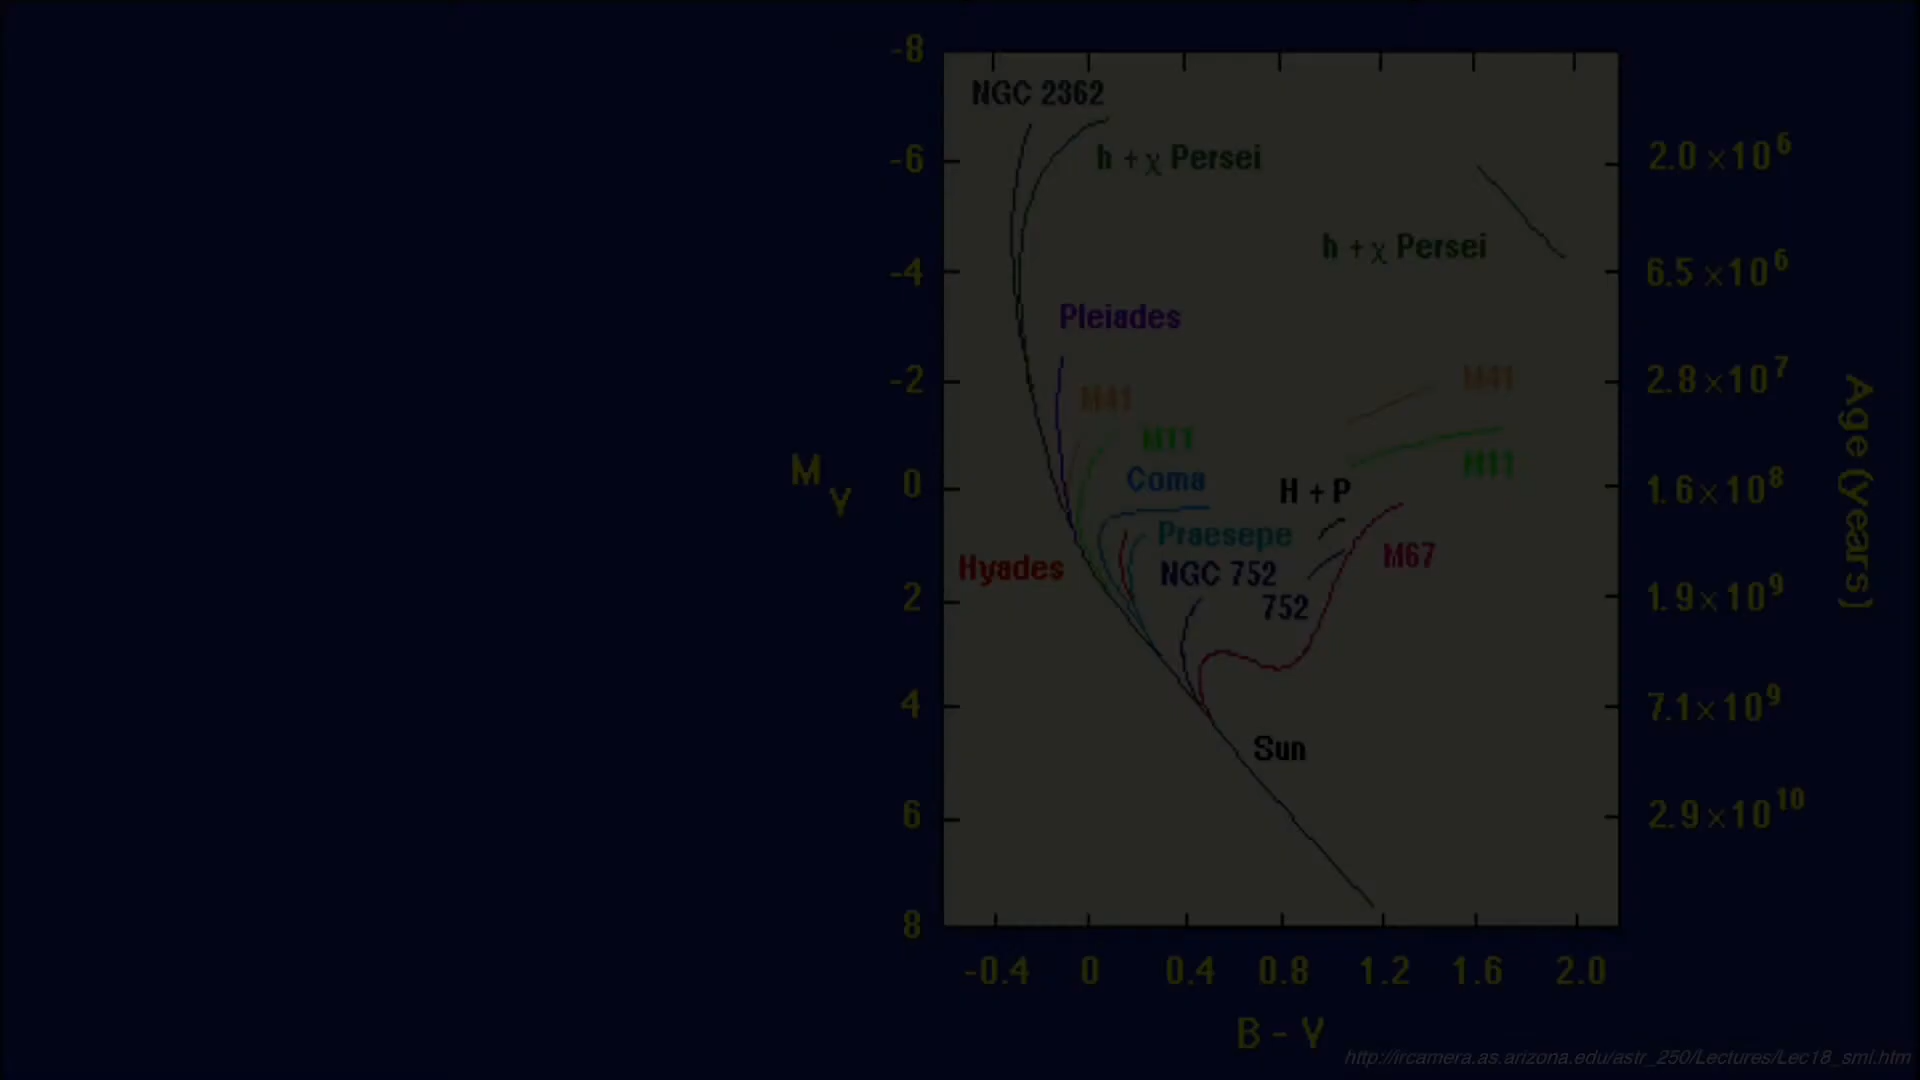 -8
NGC 2362
-6
h + χ Persei
2.0 ×10^6
h + χ Persei
-4
6.5 ×10^6
Pleiades
-2
M41
M41
2.8 ×10^7
M11
M11
Coma
H + P
M V
0
1.6 ×10^8
Age (years)
Praesepe
Hyades
NGC 752
M67
752
2
1.9 ×10^9
4
7.1 ×10^9
Sun
6
2.9 ×10^10
8
-0.4 0 0.4 0.8 1.2 1.6 2.0
B - V
http://ircamera.as.arizona.edu/astr_250/Lectures/Lec18_sml.htm